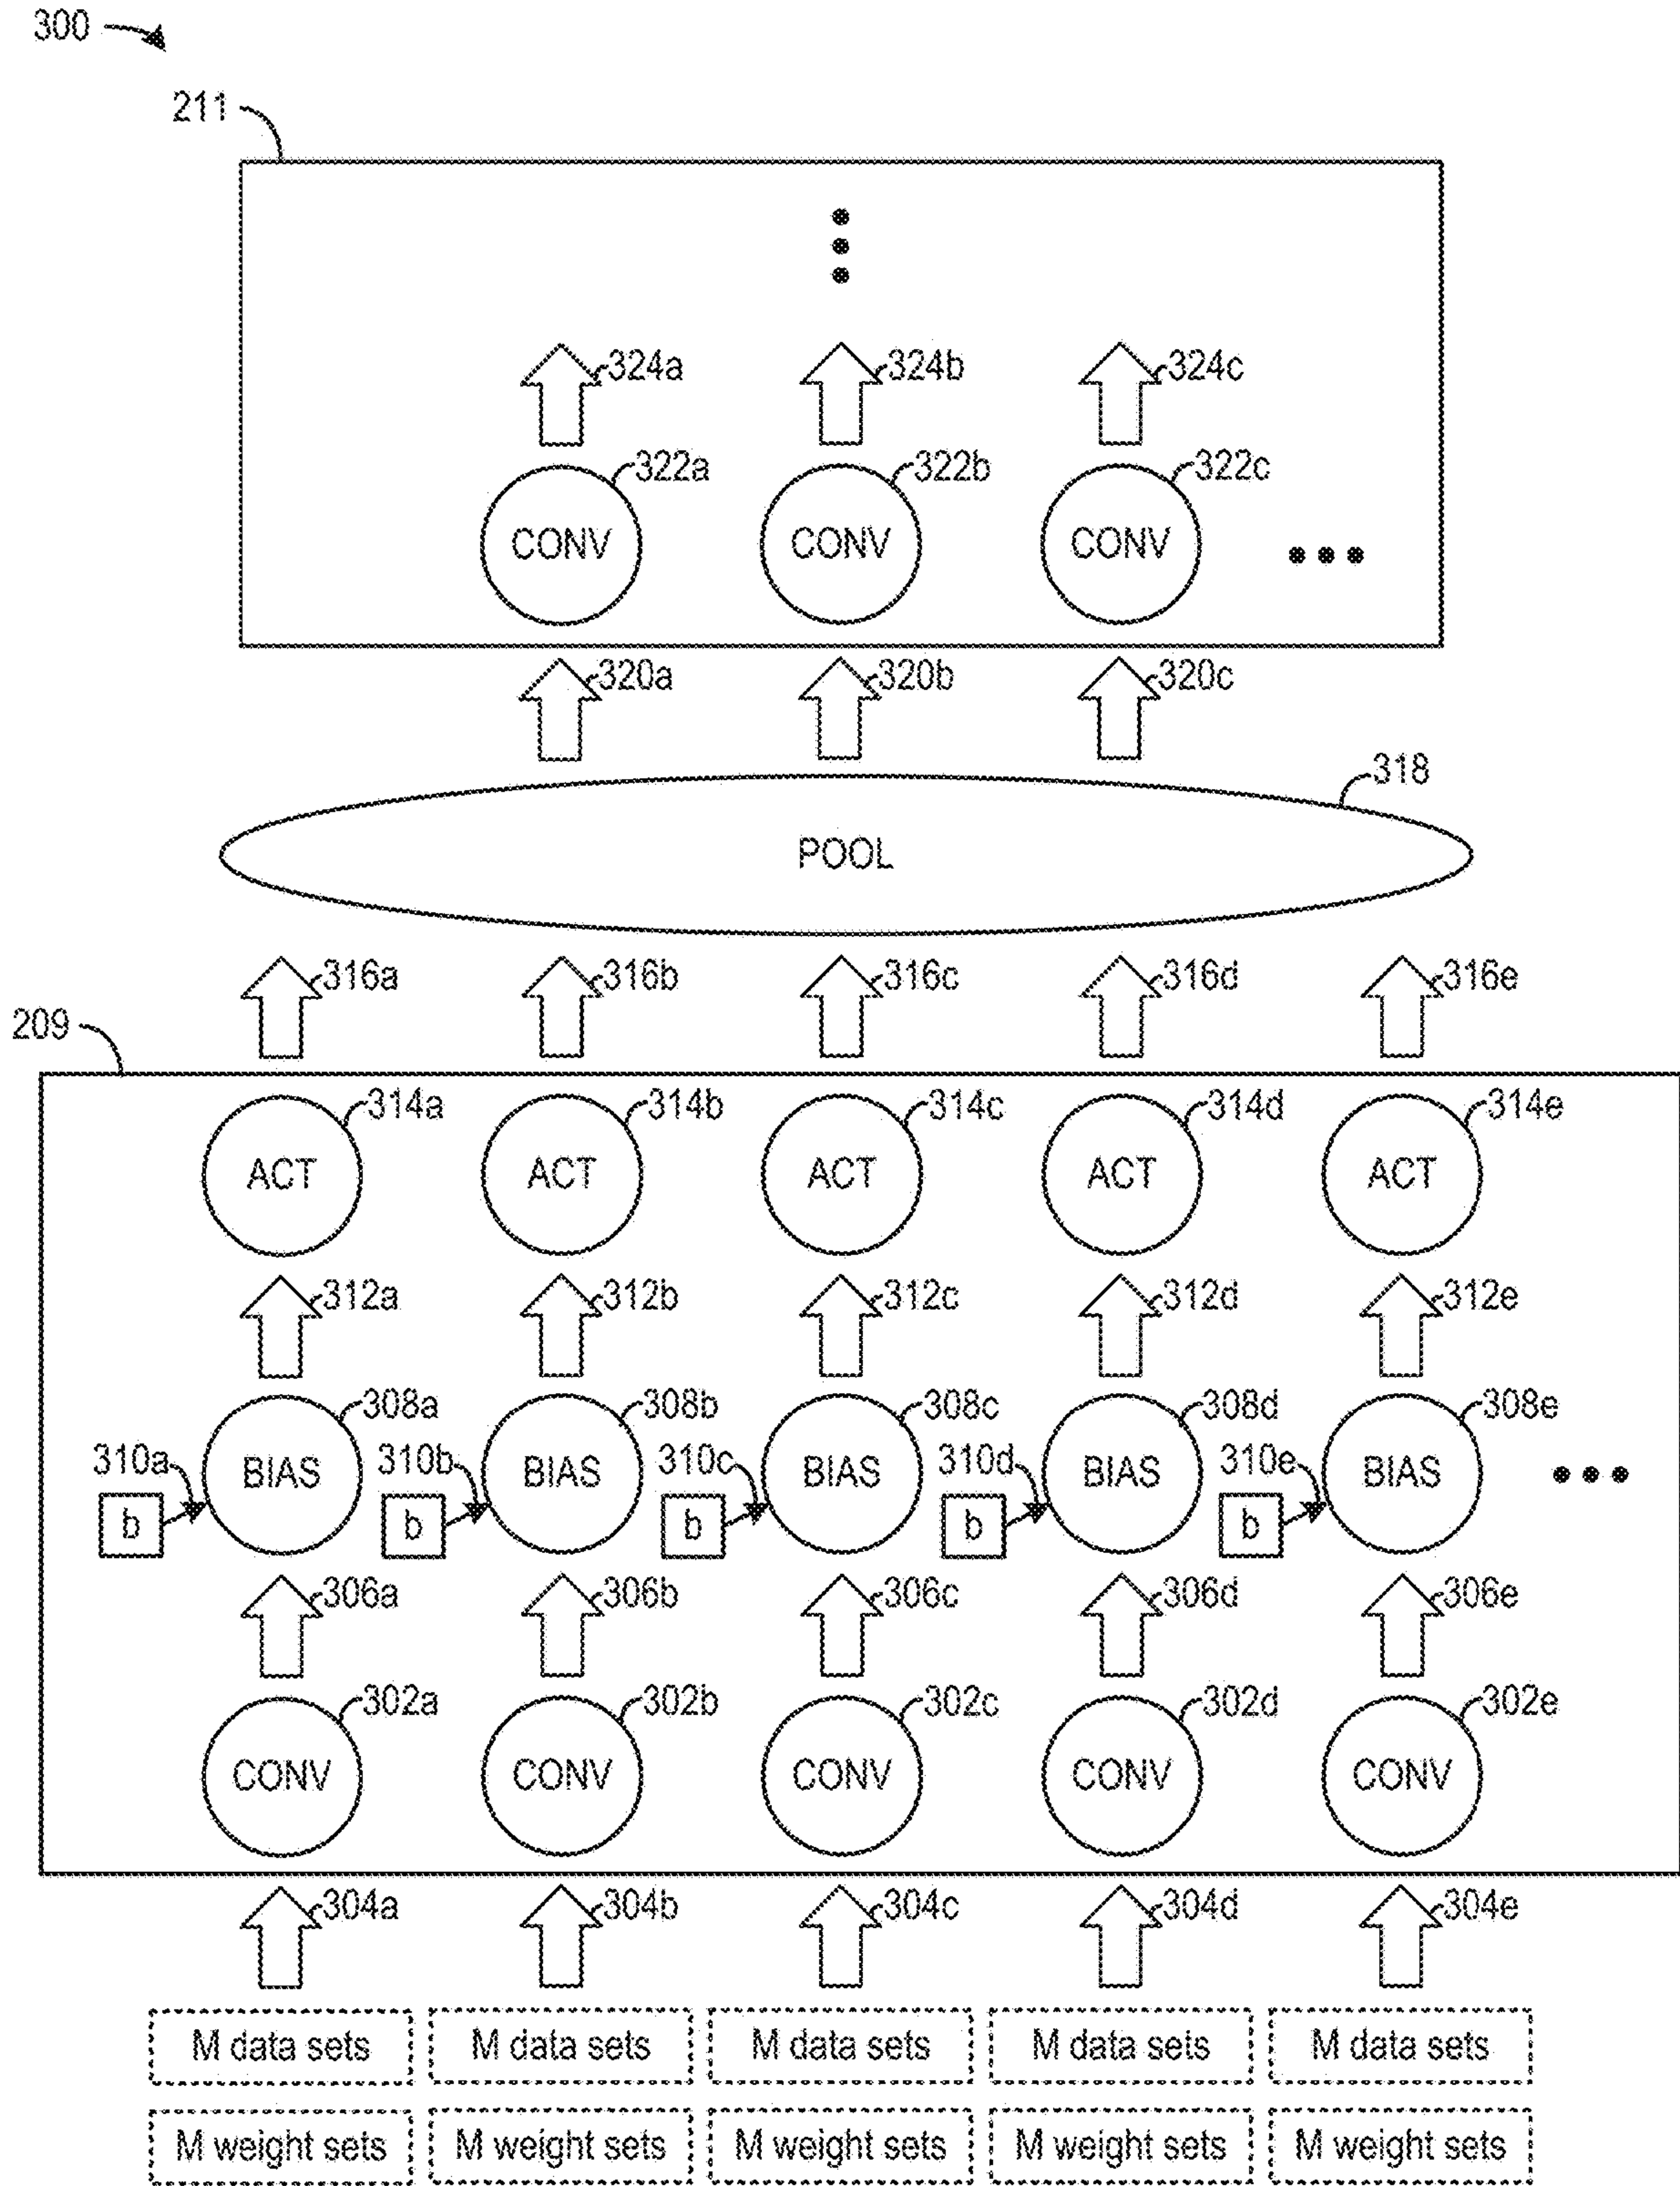 300
211
324a 324b 324c
322a 322b 322c
CONV CONV CONV
320a 320b 320c
318
POOL
316a 316b 316c 316d 316e
209
314a 314b 314c 314d 314e
ACT ACT ACT ACT ACT
312a 312b 312c 312d 312e
308a 308b 308c 308d 308e
310a BIAS 310b BIAS 310c BIAS 310d BIAS 310e BIAS
b b b b b
306a 306b 306c 306d 306e
302a 302b 302c 302d 302e
CONV CONV CONV CONV CONV
304a 304b 304c 304d 304e
M data sets M data sets M data sets M data sets M data sets
M weight sets M weight sets M weight sets M weight sets M weight sets